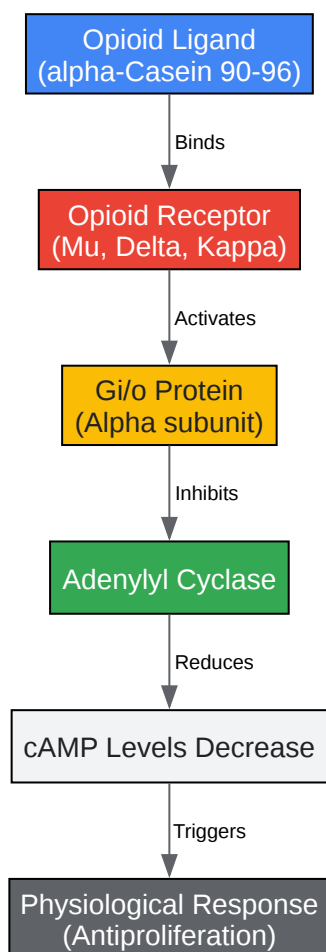 Opioid Ligand
(alpha-Casein 90-96)
Binds
Opioid Receptor
(Mu, Delta, Kappa)
Activates
Gi/o Protein
(Alpha subunit)
Inhibits
Adenylyl Cyclase
Reduces
cAMP Levels Decrease
Triggers
Physiological Response
(Antiproliferation)